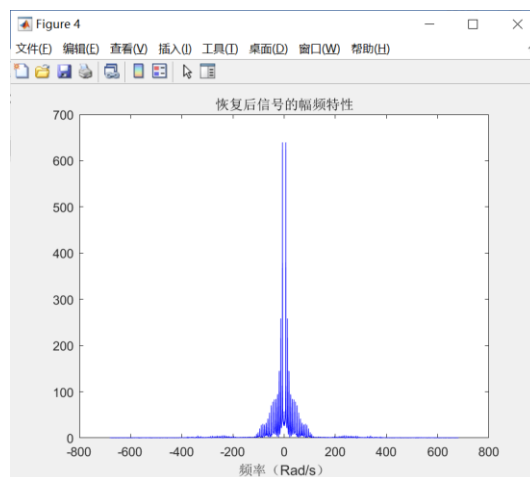 Figure 4
文件(F) 编辑(E) 查看(V) 插入(I) 工具(T) 桌面(D) 窗口(W) 帮助(H)
恢复后信号的幅频特性
700
600
500
400
300
200
100
0
-800 -600 -400 -200 0 200 400 600 800
频率（Rad/s）